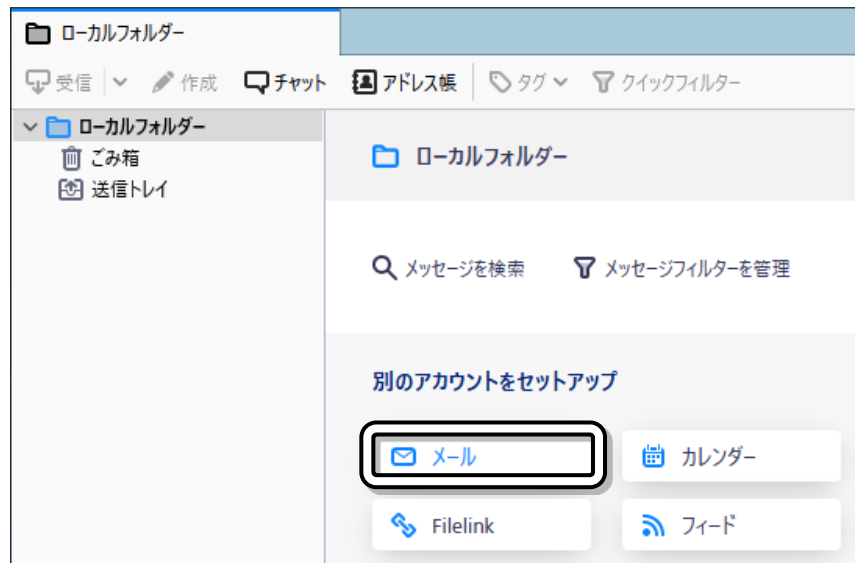 ローカルフォルダー
受信 作成 チャット アドレス帳 タグ クイックフィルター
ローカルフォルダー
ごみ箱
送信トレイ
ローカルフォルダー
メッセージを検索 メッセージフィルターを管理
別のアカウントをセットアップ
メール カレンダー
Filelink フィード